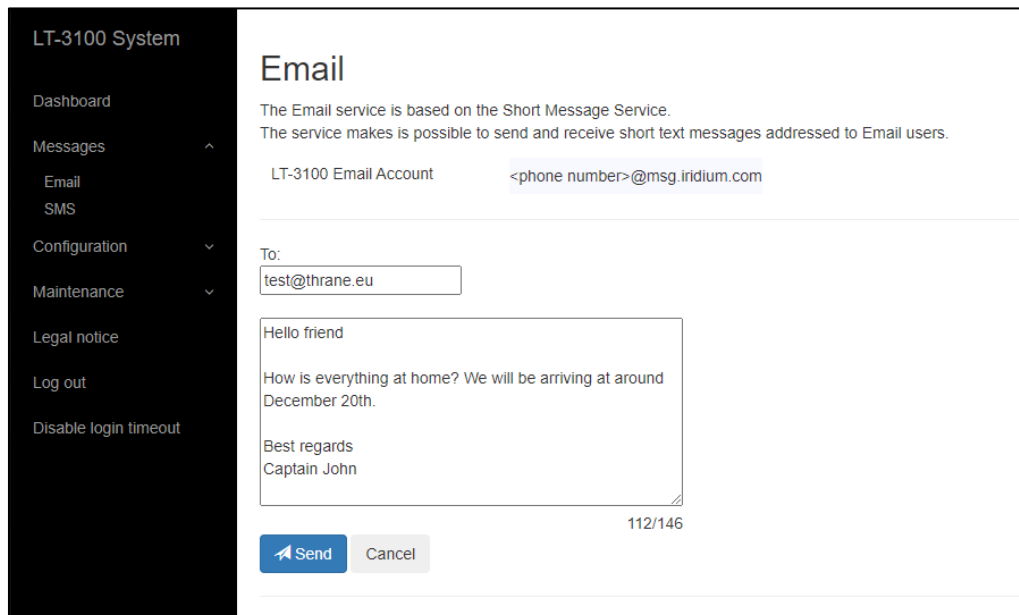 LT-3100 System
Dashboard
Messages
Email
SMS
Configuration
Maintenance
Legal notice
Log out
Disable login timeout
Email
The Email service is based on the Short Message Service.
The service makes is possible to send and receive short text messages addressed to Email users.
LT-3100 Email Account
<phone number>@msg.iridium.com
To:
test@thrane.eu
Hello friend
How is everything at home? We will be arriving at around
December 20th.
Best regards
Captain John
112/146
Send
Cancel